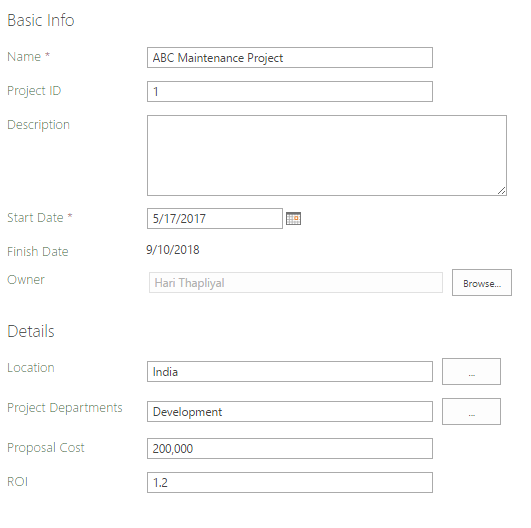 Basic Info
Name * ABC Maintenance Project
Project ID 1
Description
Start Date * 5/17/2017
Finish Date 9/10/2018
Owner Hari Thapliyal Browse...
Details
Location India ...
Project Departments Development ...
Proposal Cost 200,000
ROI 1.2